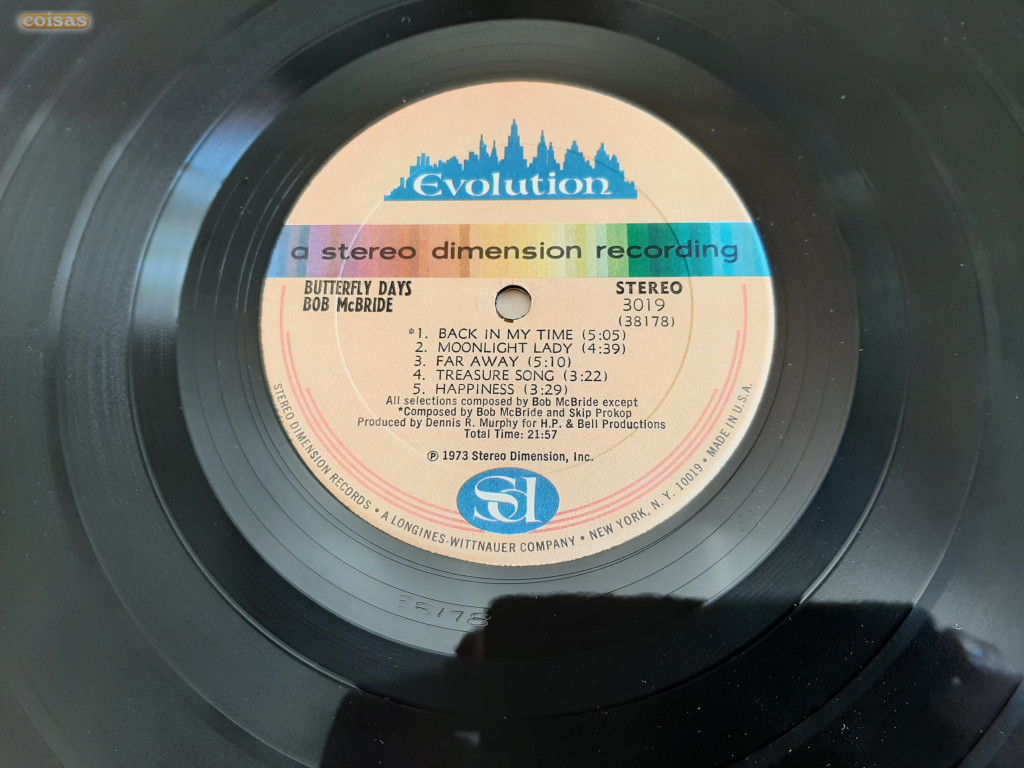 coisas
Evolution
a stereo dimension recording
BUTTERFLY DAYS
BOB McBRIDE
STEREO
3019
(38178)
*1. BACK IN MY TIME (5:05)
2. MOONLIGHT LADY (4:39)
3. FAR AWAY (5:10)
4. TREASURE SONG (3:22)
5. HAPPINESS (3:29)
All selections composed by Bob McBride except
*Composed by Bob McBride and Skip Prokop
Produced by Dennis R. Murphy for H.P. & Bell Productions
Total Time: 21:57
℗ 1973 Stereo Dimension, Inc.
sd
STEREO DIMENSION RECORDS • A LONGINES-WITTNAUER COMPANY • NEW YORK, N. Y. 10019 • MADE IN U.S.A.
38178